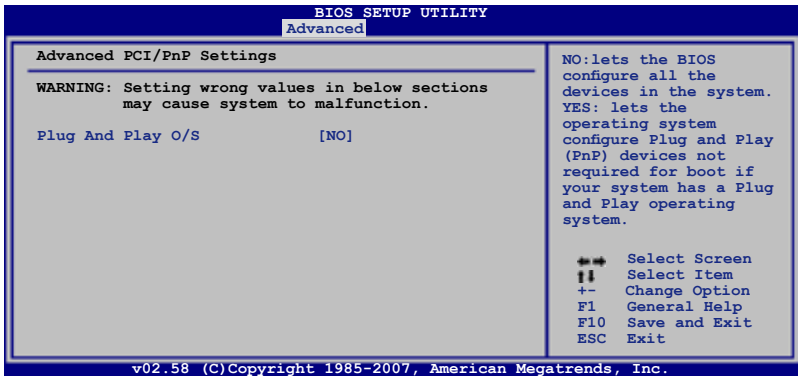 BIOS SETUP UTILITY
Advanced
Advanced PCI/PnP Settings
WARNING: Setting wrong values in below sections
may cause system to malfunction.
Plug And Play O/S [NO]
NO:lets the BIOS
configure all the
devices in the system.
YES: lets the
operating system
configure Plug and Play
(PnP) devices not
required for boot if
your system has a Plug
and Play operating
system.
←→ Select Screen
↑↓ Select Item
+- Change Option
F1 General Help
F10 Save and Exit
ESC Exit
v02.58 (C)Copyright 1985-2007, American Megatrends, Inc.